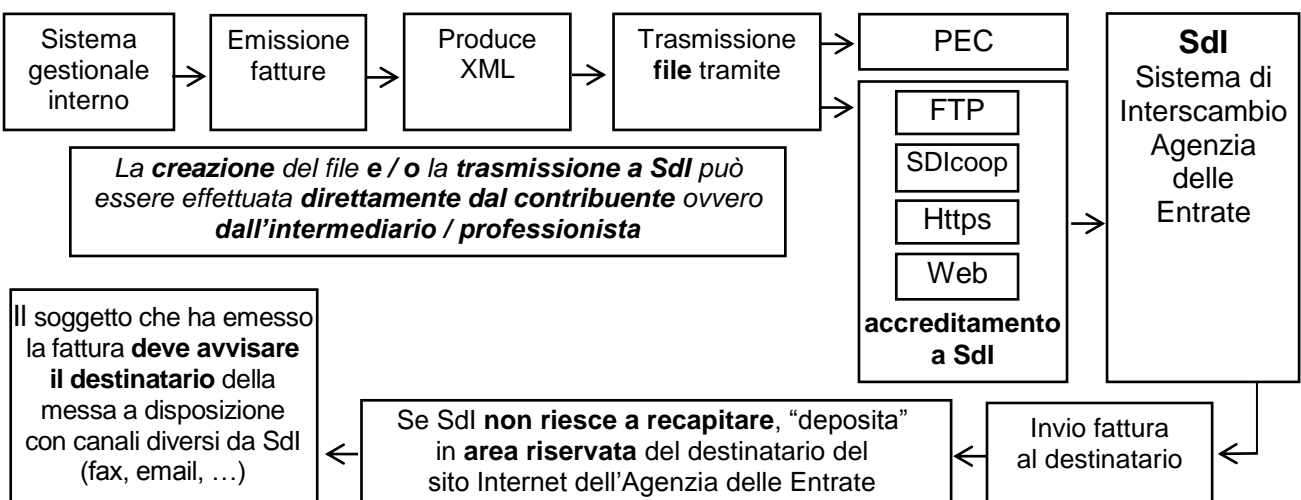 Sistema
gestionale
interno
Emissione
fatture
Produce
XML
Trasmissione
file tramite
PEC
FTP
SDIcoop
Https
Web
accreditamento
a SdI
SdI
Sistema di
Interscambio
Agenzia
delle
Entrate
La creazione del file e / o la trasmissione a SdI può
essere effettuata direttamente dal contribuente ovvero
dall'intermediario / professionista
Invio fattura
al destinatario
Se SdI non riesce a recapitare, “deposita”
in area riservata del destinatario del
sito Internet dell'Agenzia delle Entrate
Il soggetto che ha emesso
la fattura deve avvisare
il destinatario della
messa a disposizione
con canali diversi da SdI
(fax, email, …)